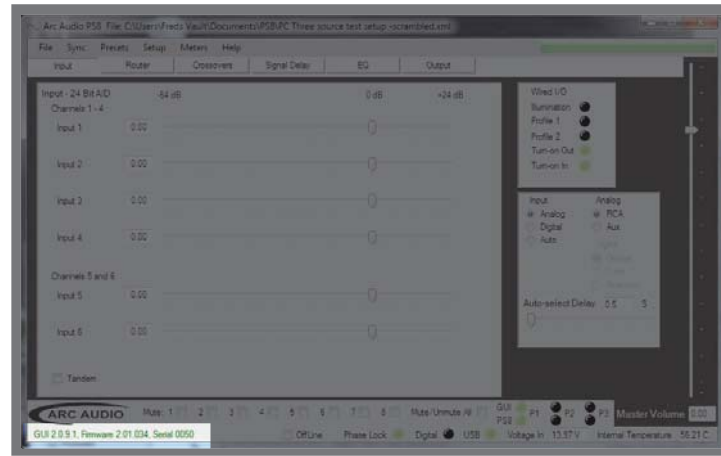 Arc Audio PS8 File: C:\Users\Freds Vault\Documents\PS8\PC Three source test setup -scrambled.xml
File Sync Presets Setup Meters Help
Input Router Crossovers Signal Delay EQ Output
Input - 24 Bit A/D -64 dB 0 dB +24 dB
Channels 1 - 4
Input 1 0.00
Input 2 0.00
Input 3 0.00
Input 4 0.00
Channels 5 and 6
Input 5 0.00
Input 6 0.00
Tandem
Wired I/O
Illumination
Profile 1
Profile 2
Turn-on Out
Turn-on In
Input Analog
Analog RCA
Digital Aux
Auto
Auto-select Delay 0.5 S
ARC AUDIO Mute: 1 2 3 4 5 6 7 8 Mute/Unmute All GUI PS8 P1 P2 P3 Master Volume 0.00
GUI 2.0.9.1, Firmware 2.01.034, Serial 0050 OffLine Phase Lock Digital USB Voltage In 13.97 V Internal Temperature 56.21 C